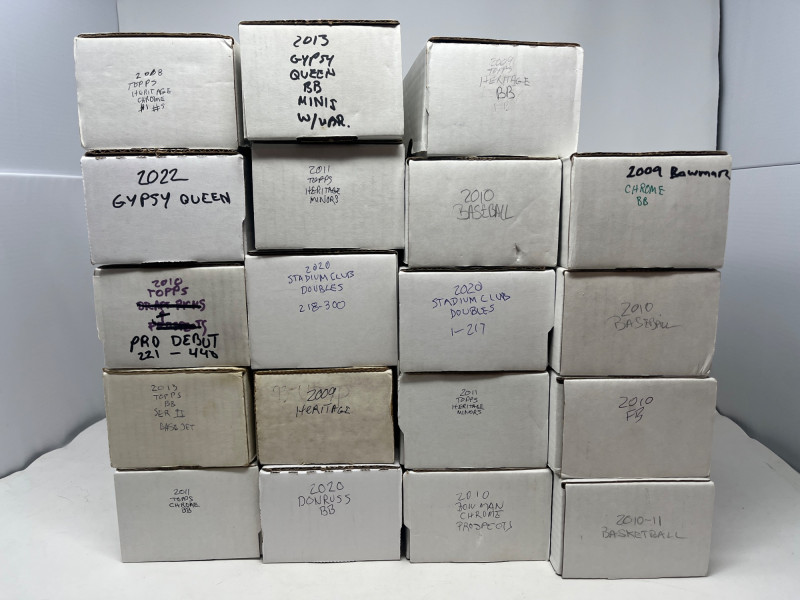 2008
TOPPS
HERITAGE
CHROME
2013
GYPSY
QUEEN
BB
MINIS
W/VAR.
2009
TOPPS
HERITAGE
BB
2022
GYPSY QUEEN
2011
TOPPS
HERITAGE
MINORS
2010
BASEBALL
2009 BOWMAN
CHROME
BB
2010
TOPPS
PRO DEBUT
221 - 440
2020
STADIUM CLUB
DOUBLES
218-300
2020
STADIUM CLUB
DOUBLES
1-217
2010
BASEBALL
2013
TOPPS
BB
SER II
BASE SET
2009
HERITAGE
2011
TOPPS
HERITAGE
MINORS
2010
FB
2011
TOPPS
CHROME
BB
2020
DONRUSS
BB
2010
BOWMAN
CHROME
PROSPECTS
2010-11
BASKETBALL